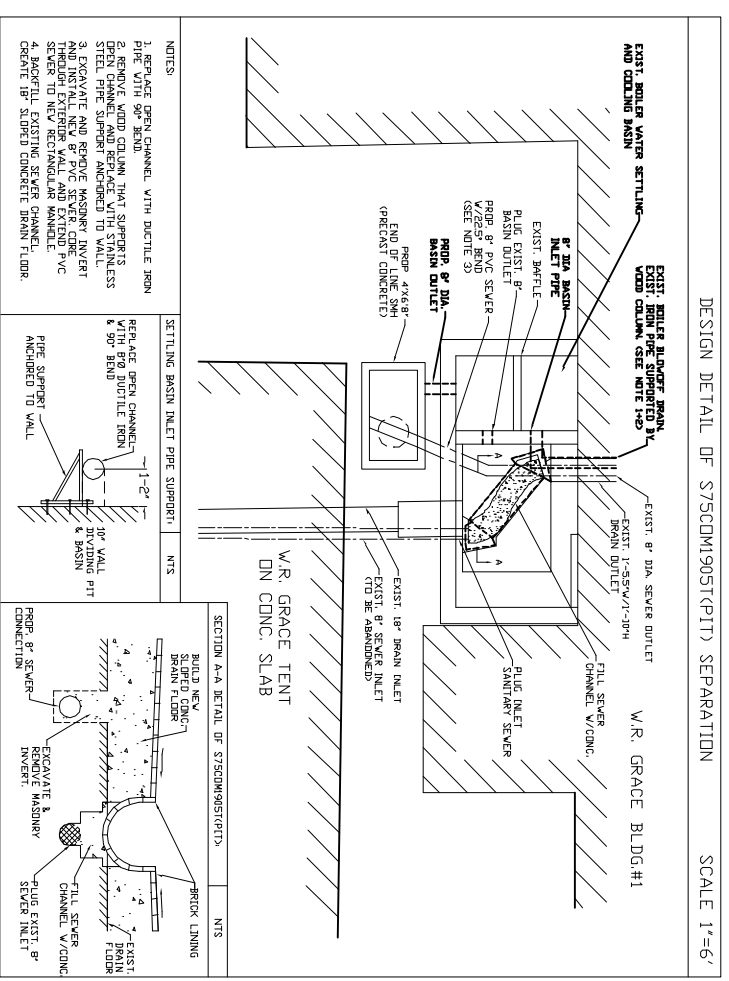 DESIGN DETAIL OF S75COM1905T(PIT) SEPARATION
SCALE 1"=6'
EXIST. BOILER WATER SETTLING
AND COOLING BASIN
EXIST. BOILER BLOWOFF DRAIN.
EXIST. IRON PIPE SUPPORTED BY
WOOD COLUMN. (SEE NOTE 1+2)
8" DIA BASIN
INLET PIPE
EXIST. BAFFLE
PLUG EXIST. 8"
BASIN OUTLET
PROP. 8" PVC SEWER
W/22.5° BEND
(SEE NOTE 3)
PROP. 8" DIA.
BASIN OUTLET
PROP 4'X6'8"
END OF LINE SMH
(PRECAST CONCRETE)
EXIST. 8" DIA. SEWER OUTLET
EXIST. 1'-5.5"W/1'-10"H
DRAIN OUTLET
W.R. GRACE BLDG.#1
FILL SEWER
CHANNEL W/CONC.
PLUG INLET
SANITARY SEWER
A
A
EXIST. 18" DRAIN INLET
EXIST. 8" SEWER INLET
(TO BE ABANDONED)
W.R. GRACE TENT
ON CONC. SLAB
NOTES:
1. REPLACE OPEN CHANNEL WITH DUCTILE IRON
PIPE WITH 90° BEND.
2. REMOVE WOOD COLUMN THAT SUPPORTS
OPEN CHANNEL AND REPLACE WITH STAINLESS
STEEL PIPE SUPPORT ANCHORED TO WALL.
3. EXCAVATE AND REMOVE MASONRY INVERT
AND INSTALL NEW 8" PVC SEWER. CORE
THROUGH EXTERIOR WALL AND EXTEND PVC
SEWER TO NEW RECTANGULAR MANHOLE.
4. BACKFILL EXISTING SEWER CHANNEL.
CREATE 18" SLOPED CONCRETE DRAIN FLOOR.
SETTLING BASIN INLET PIPE SUPPORT:
NTS
REPLACE OPEN CHANNEL
WITH 8"Ø DUCTILE IRON
& 90° BEND
1'-2"
PIPE SUPPORT
ANCHORED TO WALL
10" WALL
DIVIDING PIT
& BASIN
SECTION A-A DETAIL OF S75COM1905T(PIT):
NTS
BUILD NEW
SLOPED CONC.
DRAIN FLOOR
BRICK LINING
PROP. 8" SEWER
CONNECTION
EXCAVATE &
REMOVE MASONRY
INVERT.
EXIST.
DRAIN
FLOOR
FILL SEWER
CHANNEL W/CONC.
PLUG EXIST. 8"
SEWER INLET